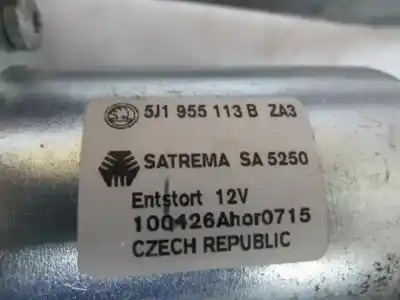 5J1 955 113 B ZA3
SATREMA SA 5250
Entstort 12V
100426Ahor0715
CZECH REPUBLIC